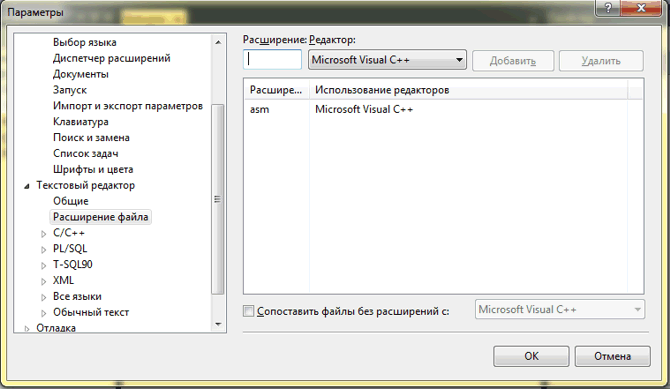 Параметры
Выбор языка
Диспетчер расширений
Документы
Запуск
Импорт и экспорт параметров
Клавиатура
Поиск и замена
Список задач
Шрифты и цвета
Текстовый редактор
Общие
Расширение файла
C/C++
PL/SQL
T-SQL90
XML
Все языки
Обычный текст
Отладка
Расширение: Редактор:
Microsoft Visual C++ Добавить Удалить
Расшире... Использование редакторов
asm Microsoft Visual C++
Сопоставить файлы без расширений с: Microsoft Visual C++
ОК Отмена